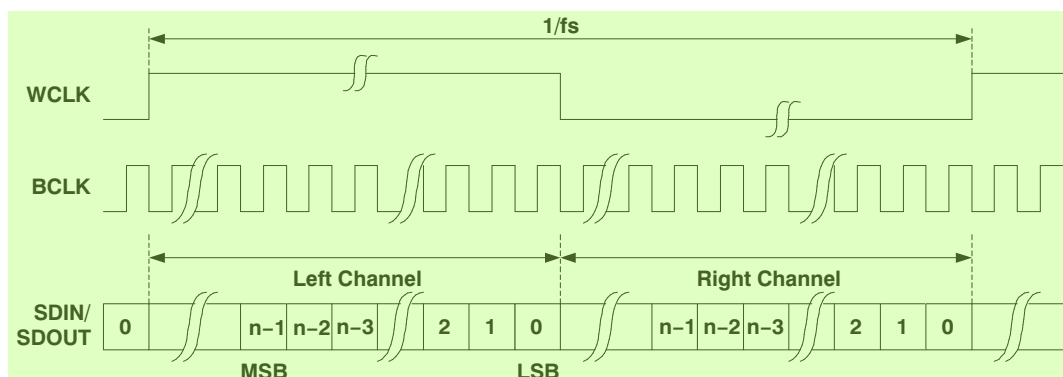 1/fs
WCLK
BCLK
Left Channel Right Channel
SDIN/
SDOUT
0 n−1 n−2 n−3 2 1 0 n−1 n−2 n−3 2 1 0
MSB LSB